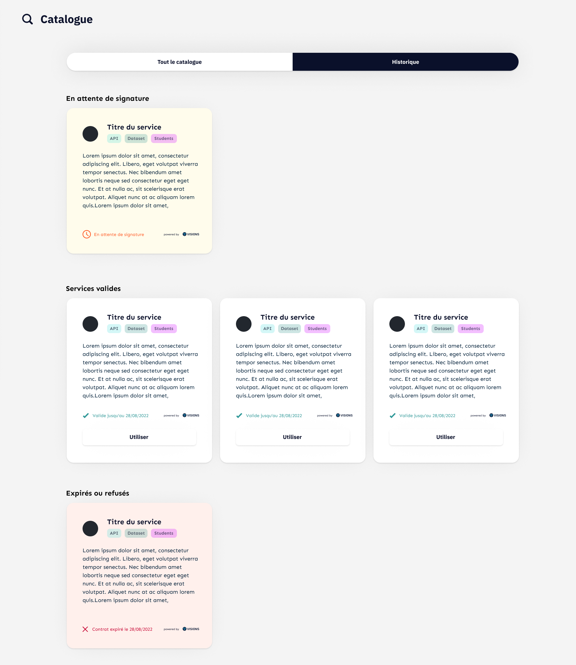 Catalogue
Tout le catalogue
Historique
En attente de signature
Titre du service
API Dataset Students
Lorem ipsum dolor sit amet, consectetur
adipiscing elit. Libero, eget volutpat viverra
tempor senectus. Nec bibendum amet
lobortis neque sed consectetur eget eget
nunc. Et at nulla ac, sit scelerisque erat
volutpat. Aliquet nunc at ac aliquam lorem
quis.Lorem ipsum dolor sit amet,
En attente de signature powered by VISIONS
Services valides
Titre du service
API Dataset Students
Lorem ipsum dolor sit amet, consectetur
adipiscing elit. Libero, eget volutpat viverra
tempor senectus. Nec bibendum amet
lobortis neque sed consectetur eget eget
nunc. Et at nulla ac, sit scelerisque erat
volutpat. Aliquet nunc at ac aliquam lorem
quis.Lorem ipsum dolor sit amet,
Valide jusqu'au 28/08/2022 powered by VISIONS
Utiliser
Titre du service
API Dataset Students
Lorem ipsum dolor sit amet, consectetur
adipiscing elit. Libero, eget volutpat viverra
tempor senectus. Nec bibendum amet
lobortis neque sed consectetur eget eget
nunc. Et at nulla ac, sit scelerisque erat
volutpat. Aliquet nunc at ac aliquam lorem
quis.Lorem ipsum dolor sit amet,
Valide jusqu'au 28/08/2022 powered by VISIONS
Utiliser
Titre du service
API Dataset Students
Lorem ipsum dolor sit amet, consectetur
adipiscing elit. Libero, eget volutpat viverra
tempor senectus. Nec bibendum amet
lobortis neque sed consectetur eget eget
nunc. Et at nulla ac, sit scelerisque erat
volutpat. Aliquet nunc at ac aliquam lorem
quis.Lorem ipsum dolor sit amet,
Valide jusqu'au 28/08/2022 powered by VISIONS
Utiliser
Expirés ou refusés
Titre du service
API Dataset Students
Lorem ipsum dolor sit amet, consectetur
adipiscing elit. Libero, eget volutpat viverra
tempor senectus. Nec bibendum amet
lobortis neque sed consectetur eget eget
nunc. Et at nulla ac, sit scelerisque erat
volutpat. Aliquet nunc at ac aliquam lorem
quis.Lorem ipsum dolor sit amet,
Contrat expiré le 28/08/2022 powered by VISIONS